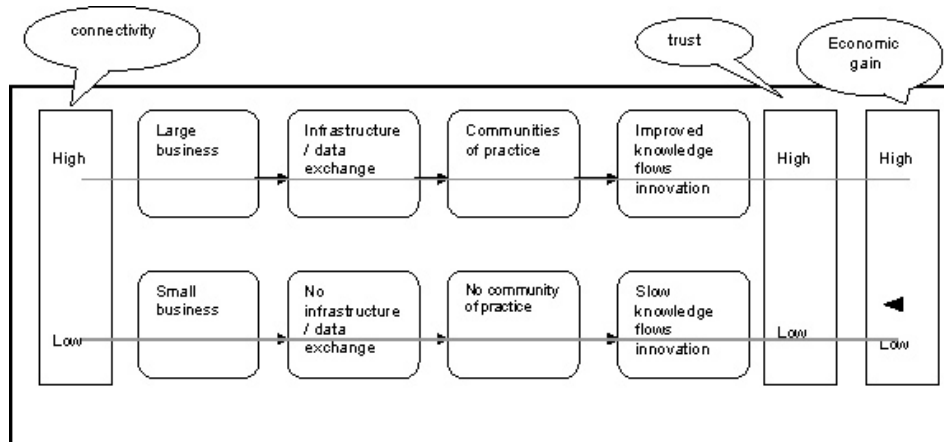 connectivity
trust
Economic
gain
High
Large
business
Infrastructure
/ data
exchange
Communities
of practice
Improved
knowledge
flows
innovation
High
High
Low
Small
business
No
infrastructure
/ data
exchange
No community
of practice
Slow
knowledge
flows
innovation
Low
Low